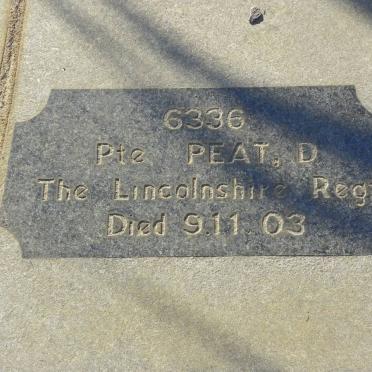 6336
Pte PEAT, D
The Lincolnshire Reg
Died 9.11.03